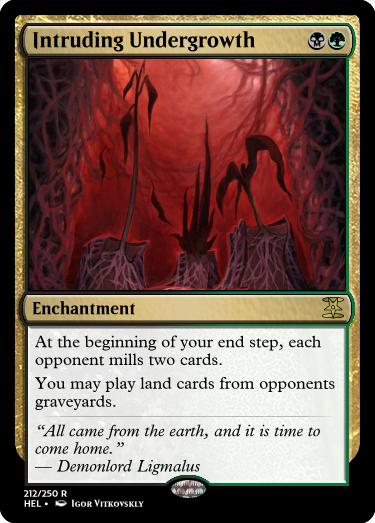 Intruding Undergrowth
Enchantment
At the beginning of your end step, each
opponent mills two cards.
You may play land cards from opponents
graveyards.
“All came from the earth, and it is time to
come home.”
— Demonlord Ligmalus
212/250 R
HEL • Igor Vitkovskly